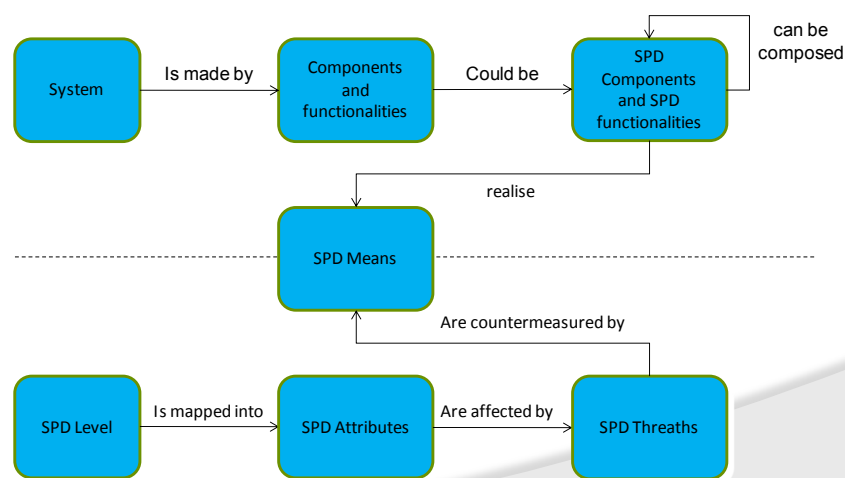 System
Is made by
Components
and
functionalities
Could be
SPD
Components
and SPD
functionalities
can be
composed
realise
SPD Means
Are countermeasured by
SPD Level
Is mapped into
SPD Attributes
Are affected by
SPD Threaths